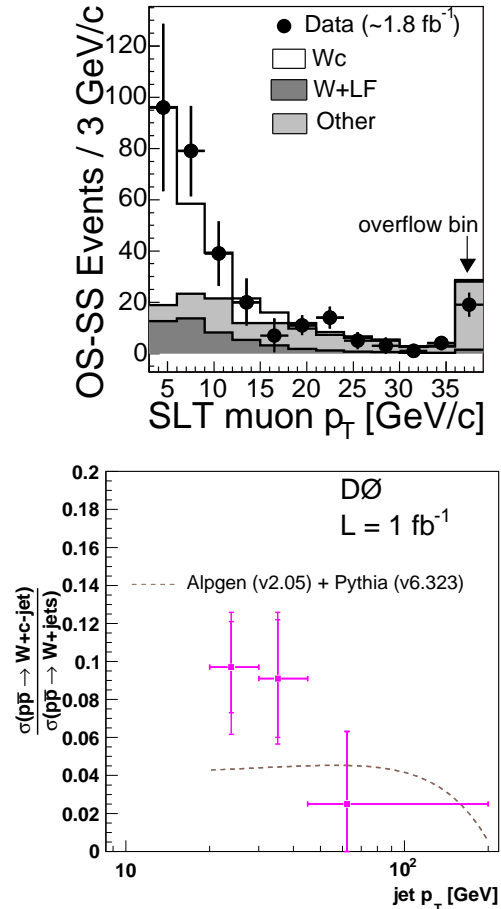 OS-SS Events / 3 GeV/c
120
100
80
60
40
20
0
Data (~1.8 fb⁻¹)
Wc
W+LF
Other
overflow bin
5 10 15 20 25 30 35
SLT muon p_T [GeV/c]
σ(pp̅ → W+c-jet)
σ(pp̅ → W+jets)
0.2
0.18
0.16
0.14
0.12
0.1
0.08
0.06
0.04
0.02
0
DØ
L = 1 fb⁻¹
Alpgen (v2.05) + Pythia (v6.323)
10 10²
jet p_T [GeV]